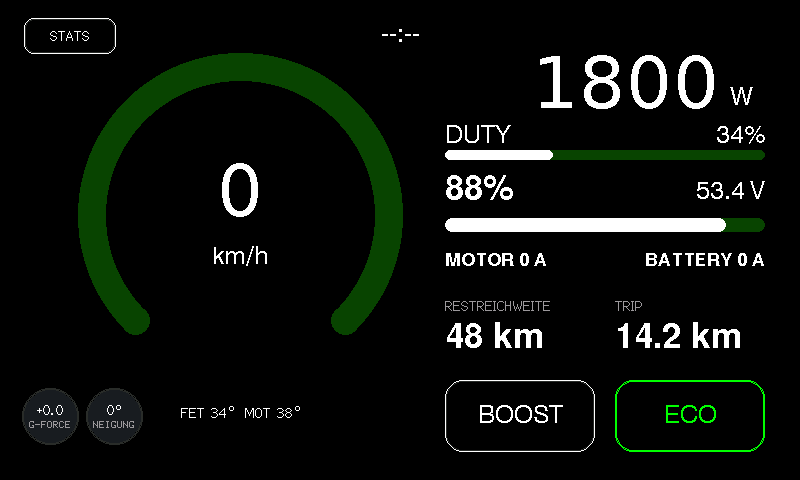 STATS
--:--
1800 W
DUTY 34%
88% 53.4 V
0
km/h
MOTOR 0 A BATTERY 0 A
RESTREICHWEITE TRIP
48 km 14.2 km
+0.0
G-FORCE
0°
NEIGUNG
FET 34° MOT 38°
BOOST ECO